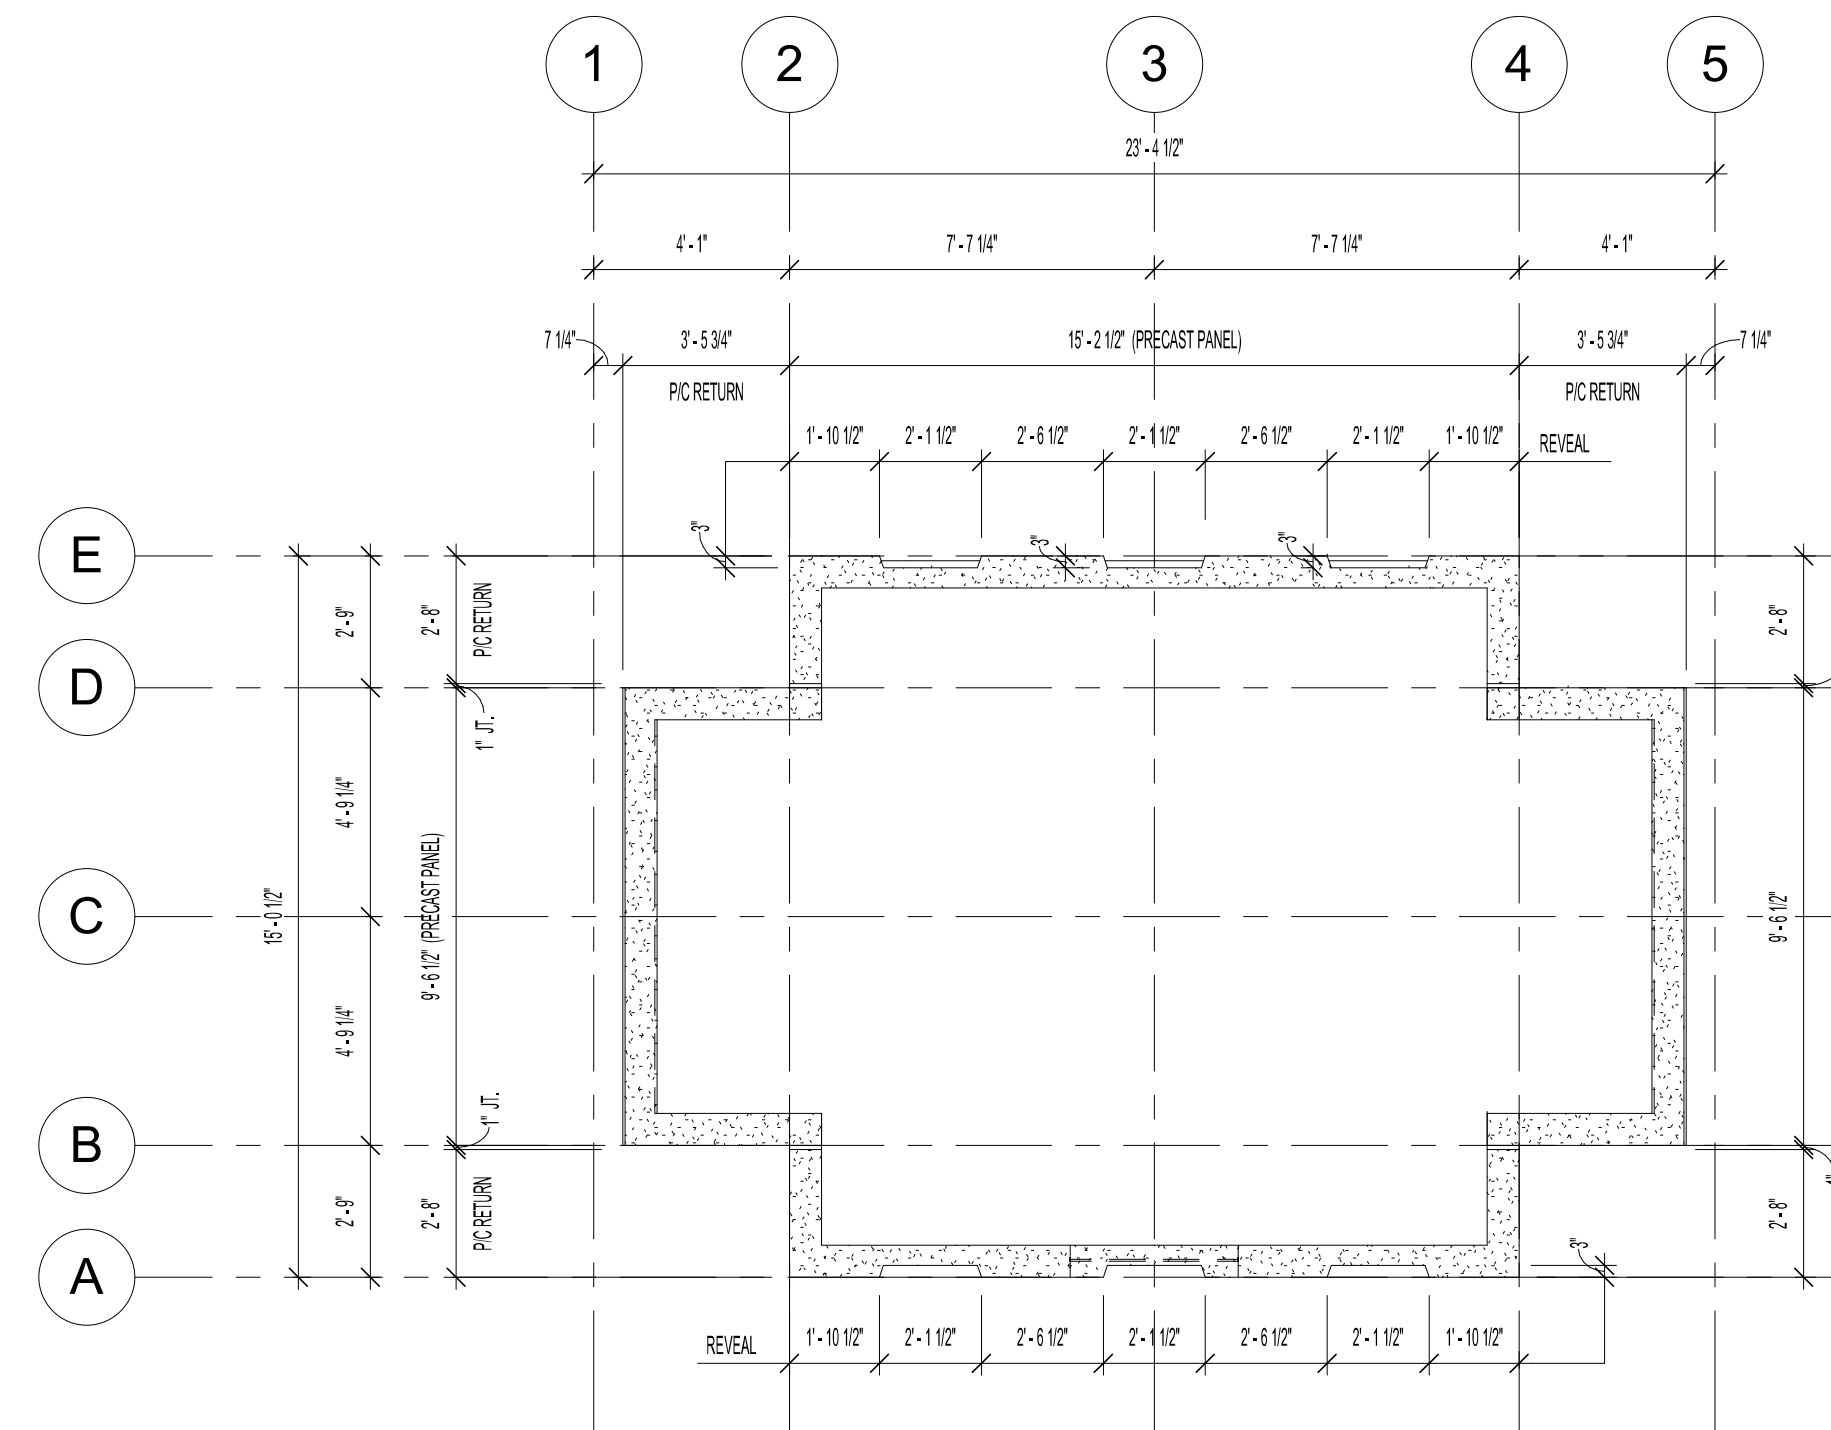 1 2 3 4 5
23' - 4 1/2"
4' - 1" 7' - 7 1/4" 7' - 7 1/4" 4' - 1"
7 1/4" 3' - 5 3/4" 15' - 2 1/2" (PRECAST PANEL) 3' - 5 3/4" 7 1/4"
P/C RETURN P/C RETURN
1' - 10 1/2" 2' - 1 1/2" 2' - 6 1/2" 2' - 1 1/2" 2' - 6 1/2" 2' - 1 1/2" 1' - 10 1/2" REVEAL
3" 3" 3"
E
2' - 9" 2' - 8" P/C RETURN 2' - 8"
D
1" JT.
4' - 9 1/4"
15' - 0 1/2" 9' - 6 1/2" (PRECAST PANEL) 9' - 6 1/2"
C
4' - 9 1/4"
1" JT.
B
1"
2' - 9" 2' - 8" P/C RETURN 2' - 8"
3"
A
REVEAL 1' - 10 1/2" 2' - 1 1/2" 2' - 6 1/2" 2' - 1 1/2" 2' - 6 1/2" 2' - 1 1/2" 1' - 10 1/2"